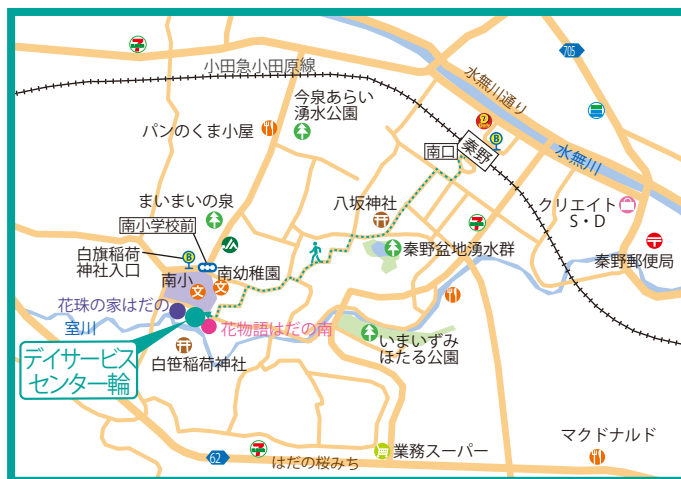 705
小田急小田原線
水無川通り
今泉あらい
湧水公園
パンのくま小屋
B
南口
秦野
水無川
まいまいの泉
八坂神社
クリエイト
S・D
南小学校前
白旗稲荷
神社入口
B
秦野盆地湧水群
秦野郵便局
南幼稚園
南小
文
文
花珠の家はだの
室川
花物語はだの南
いまいずみ
ほたる公園
デイサービス
センター輪
白笹稲荷神社
業務スーパー
マクドナルド
62
はだの桜みち